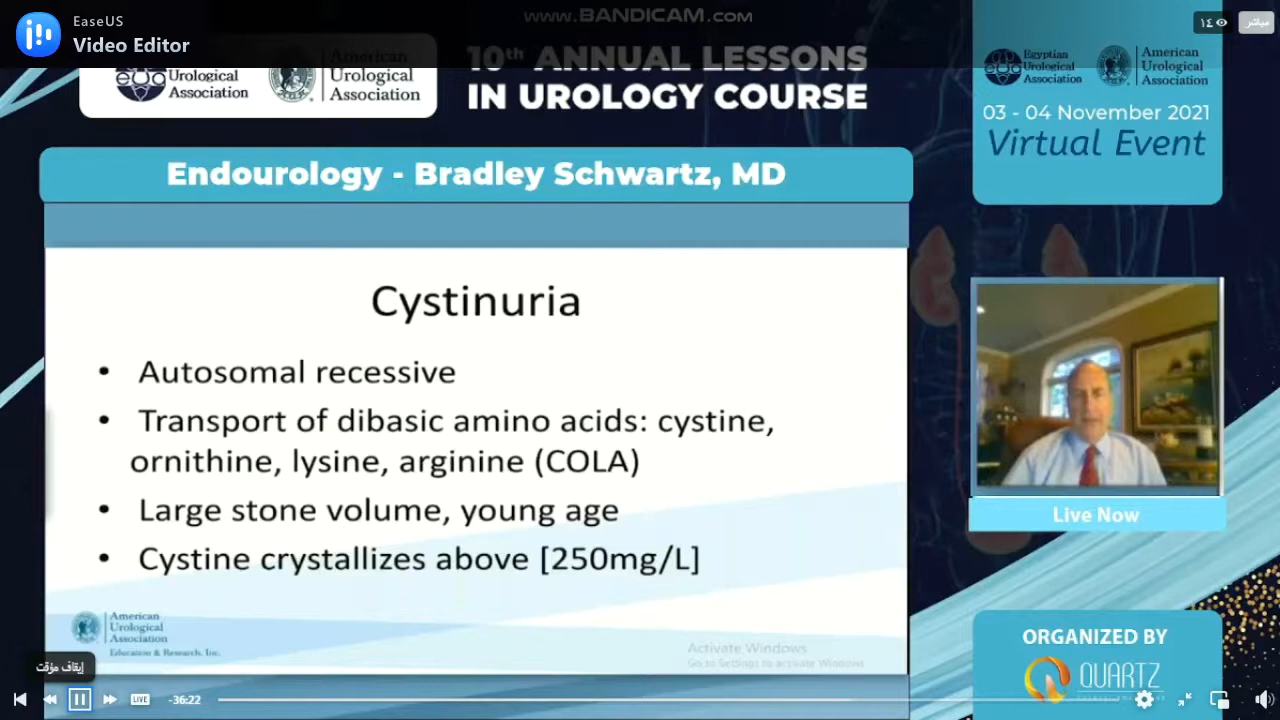 WWW.BANDICAM.COM
EaseUS
Video Editor
Urological
Association
American
Urological
Association
10th ANNUAL LESSONS
IN UROLOGY COURSE
Egyptian
Urological
Association
American
Urological
Association
١٤
مباشر
03 - 04 November 2021
Virtual Event
Endourology - Bradley Schwartz, MD
Cystinuria
• Autosomal recessive
• Transport of dibasic amino acids: cystine,
ornithine, lysine, arginine (COLA)
• Large stone volume, young age
• Cystine crystallizes above [250mg/L]
American
Urological
Association
Education & Research, Inc.
Activate Windows
Go to Settings to activate Windows
Live Now
ORGANIZED BY
QUARTZ
إيقاف مؤقت
LIVE
-36:22